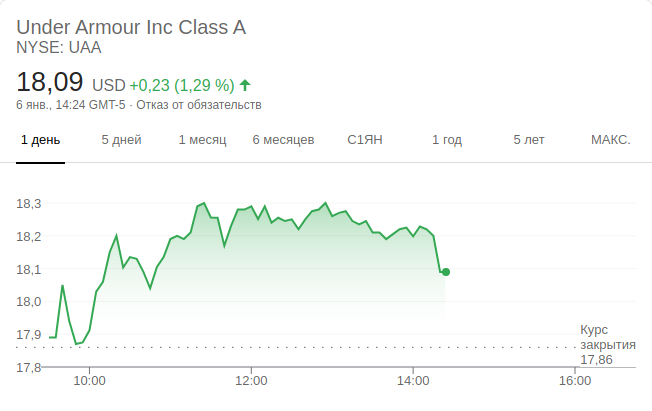 Under Armour Inc Class A
NYSE: UAA
18,09 USD +0,23 (1,29 %)
6 янв., 14:24 GMT-5 · Отказ от обязательств
1 день 5 дней 1 месяц 6 месяцев С1ЯН 1 год 5 лет МАКС.
18,3
18,2
18,1
18,0
17,9
Курс
закрытия
17,86
17,8
10:00 12:00 14:00 16:00